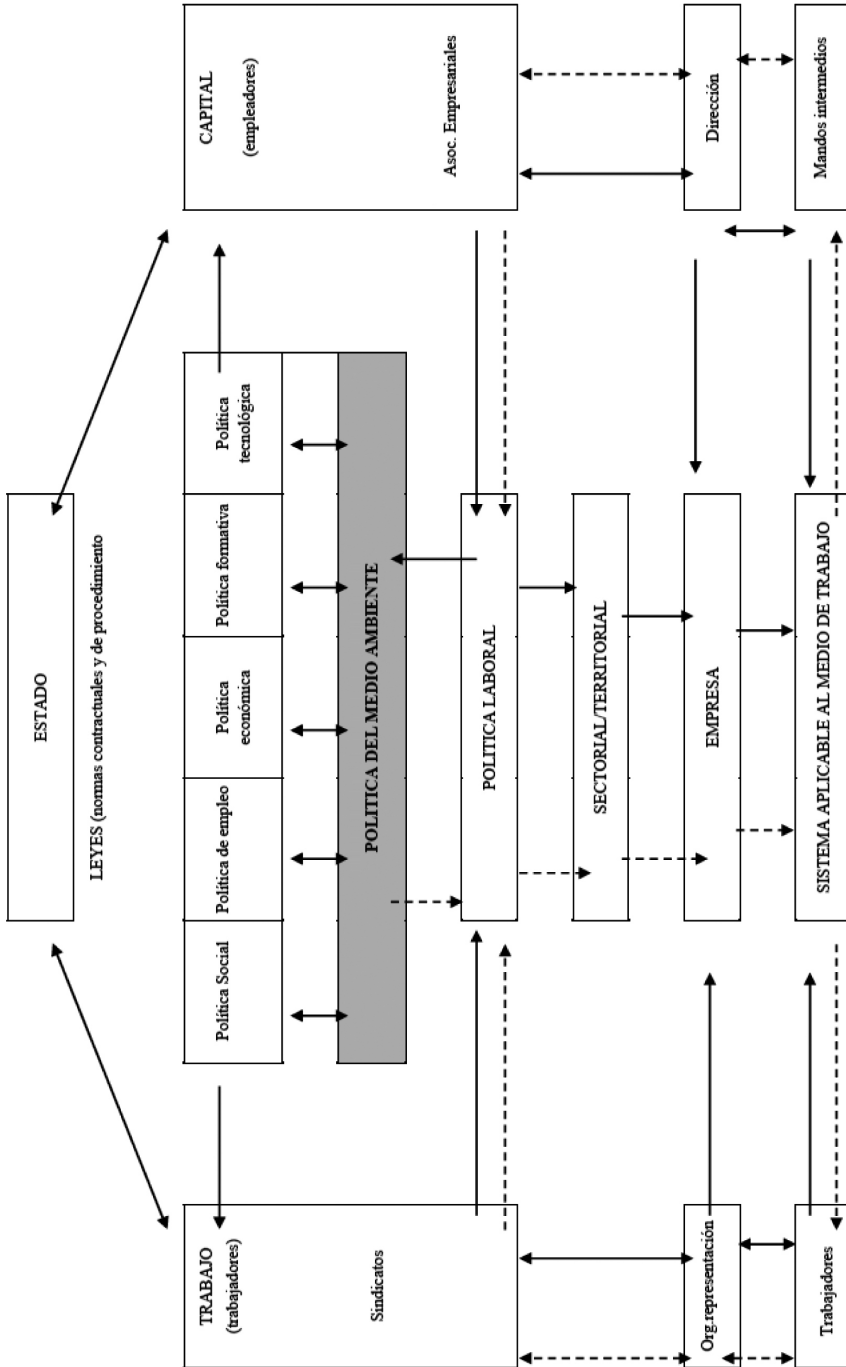 ESTADO
LEYES (normas contractuales y de procedimiento
TRABAJO
(trabajadores)
Sindicatos
Política Social
Política de empleo
Política
económica
Política formativa
Política
tecnológica
CAPITAL
(empleadores)
Asoc. Empresariales
POLITICA DEL MEDIO AMBIENTE
POLITICA LABORAL
SECTORIAL/TERRITORIAL
Org.representación
EMPRESA
Dirección
Trabajadores
SISTEMA APLICABLE AL MEDIO DE TRABAJO
Mandos intermedios